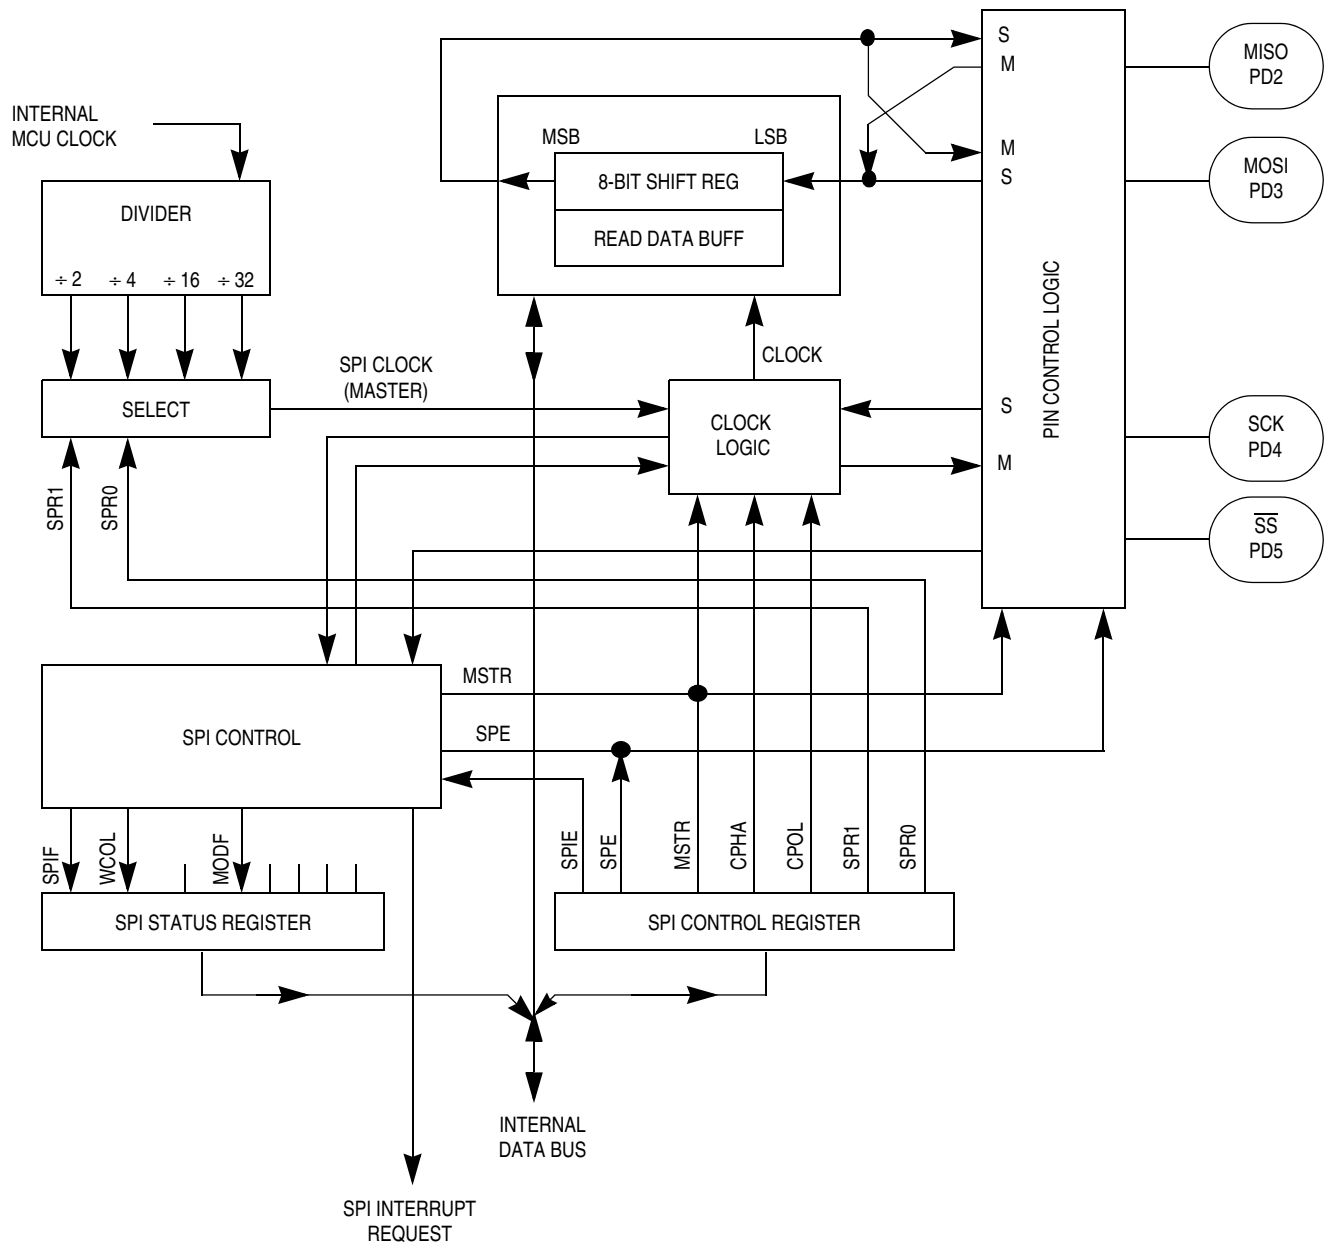 S
M
MISO
PD2
INTERNAL
MCU CLOCK
MSB
LSB
M
S
MOSI
PD3
8-BIT SHIFT REG
DIVIDER
READ DATA BUFF
÷ 2
÷ 4
÷ 16
÷ 32
PIN CONTROL LOGIC
CLOCK
SPI CLOCK
(MASTER)
SELECT
CLOCK
LOGIC
S
M
SCK
PD4
SPR1
SPR0
SS
PD5
MSTR
SPI CONTROL
SPE
SPIF
WCOL
MODF
SPIE
SPE
MSTR
CPHA
CPOL
SPR1
SPR0
SPI STATUS REGISTER
SPI CONTROL REGISTER
INTERNAL
DATA BUS
SPI INTERRUPT
REQUEST